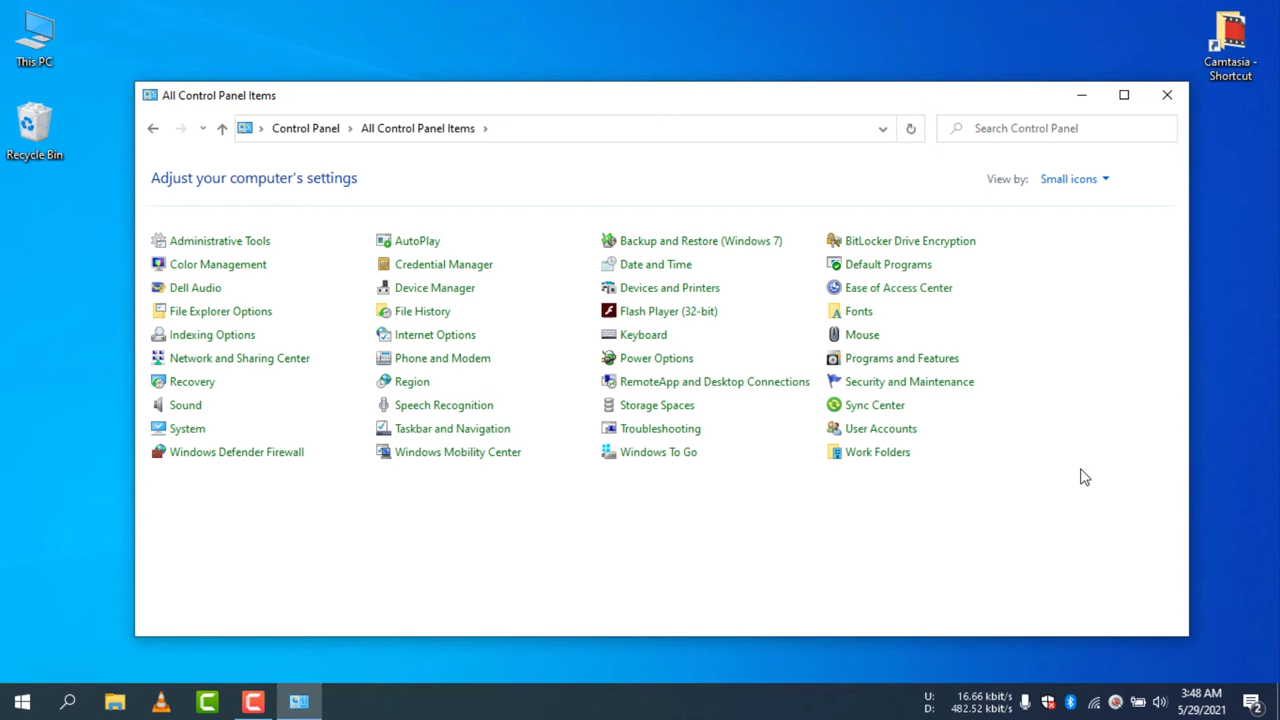 This PC
Recycle Bin
Camtasia -
Shortcut
All Control Panel Items
Control Panel
All Control Panel Items
Search Control Panel
Adjust your computer's settings
View by: Small icons
Administrative Tools
AutoPlay
Backup and Restore (Windows 7)
BitLocker Drive Encryption
Color Management
Credential Manager
Date and Time
Default Programs
Dell Audio
Device Manager
Devices and Printers
Ease of Access Center
File Explorer Options
File History
Flash Player (32-bit)
Fonts
Indexing Options
Internet Options
Keyboard
Mouse
Network and Sharing Center
Phone and Modem
Power Options
Programs and Features
Recovery
Region
RemoteApp and Desktop Connections
Security and Maintenance
Sound
Speech Recognition
Storage Spaces
Sync Center
System
Taskbar and Navigation
Troubleshooting
User Accounts
Windows Defender Firewall
Windows Mobility Center
Windows To Go
Work Folders
U: 16.66 kbit/s
D: 482.52 kbit/s
3:48 AM
5/29/2021
2